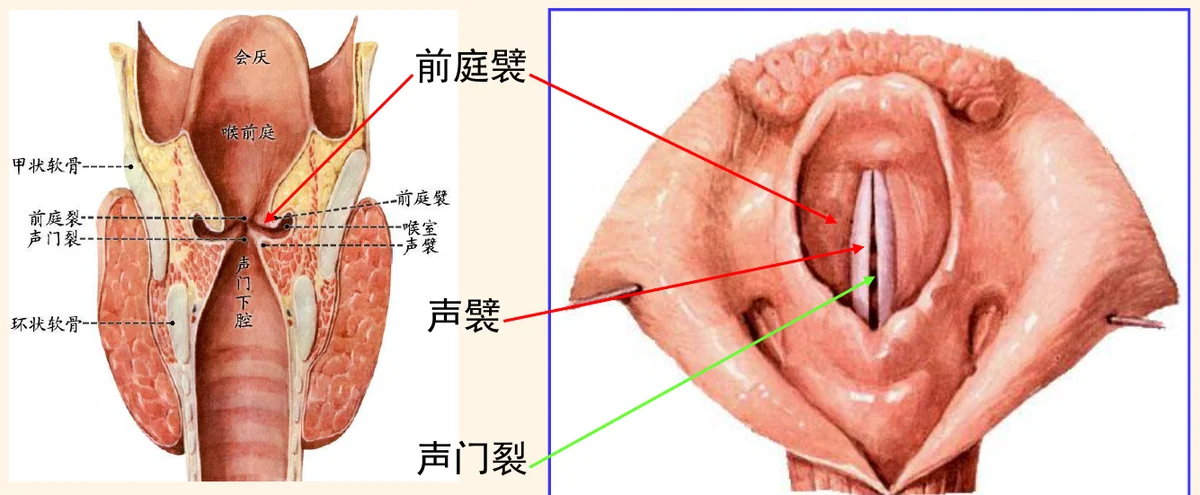 会厌
喉前庭
甲状软骨
前庭襞
前庭裂
喉室
声门裂
声襞
声门下腔
环状软骨
前庭襞
声襞
声门裂